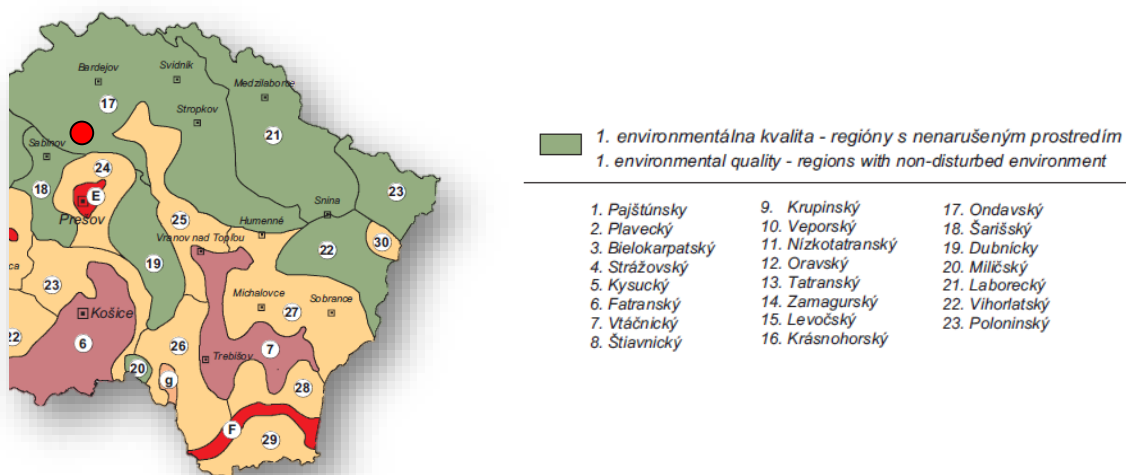 Bardejov
Svidník
Medzilaborce
17
Stropkov
21
Sabinov
24
18
E
Prešov
23
Snina
25
Humenné
30
Vranov nad Topľou
22
19
ca
23
Michalovce
Sobrance
27
Košice
22
6
26
Trebišov
7
20
g
28
F
29
1. environmentálna kvalita - regióny s nenarušeným prostredím
1. environmental quality - regions with non-disturbed environment
1. Pajštúnsky
2. Plavecký
3. Bielokarpatský
4. Strážovský
5. Kysucký
6. Fatranský
7. Vtáčnický
8. Štiavnický
9. Krupinský
10. Veporský
11. Nízkotatranský
12. Oravský
13. Tatranský
14. Zamagurský
15. Levočský
16. Krásnohorský
17. Ondavský
18. Šarišský
19. Dubnícky
20. Miličský
21. Laborecký
22. Vihorlatský
23. Poloninský